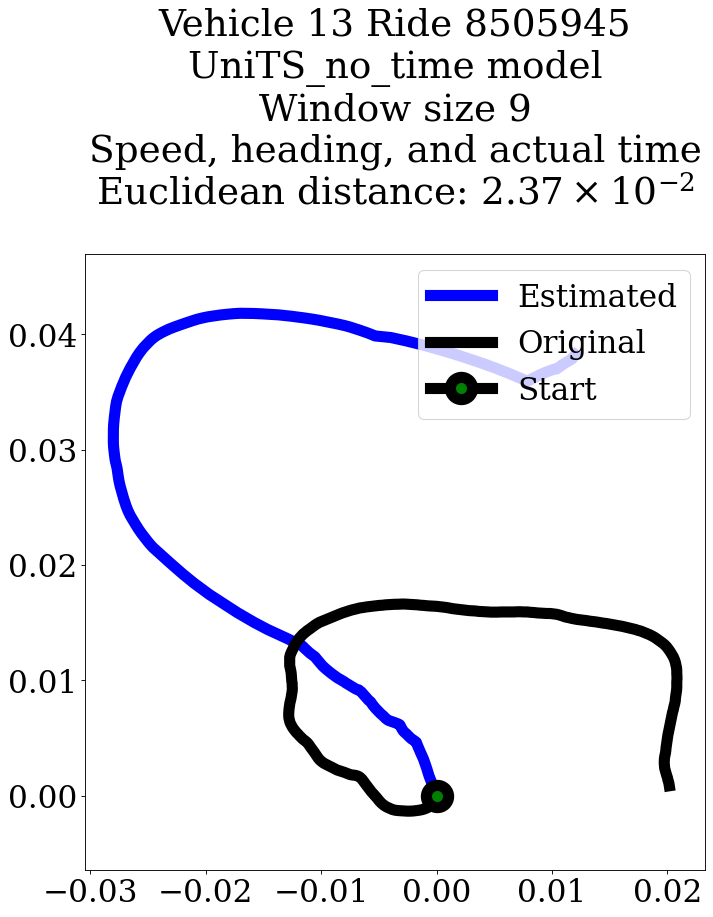 Vehicle 13 Ride 8505945
UniTS_no_time model
Window size 9
Speed, heading, and actual time
Euclidean distance: 2.37 × 10⁻²
Estimated
Original
Start
0.04
0.03
0.02
0.01
0.00
−0.03 −0.02 −0.01 0.00 0.01 0.02